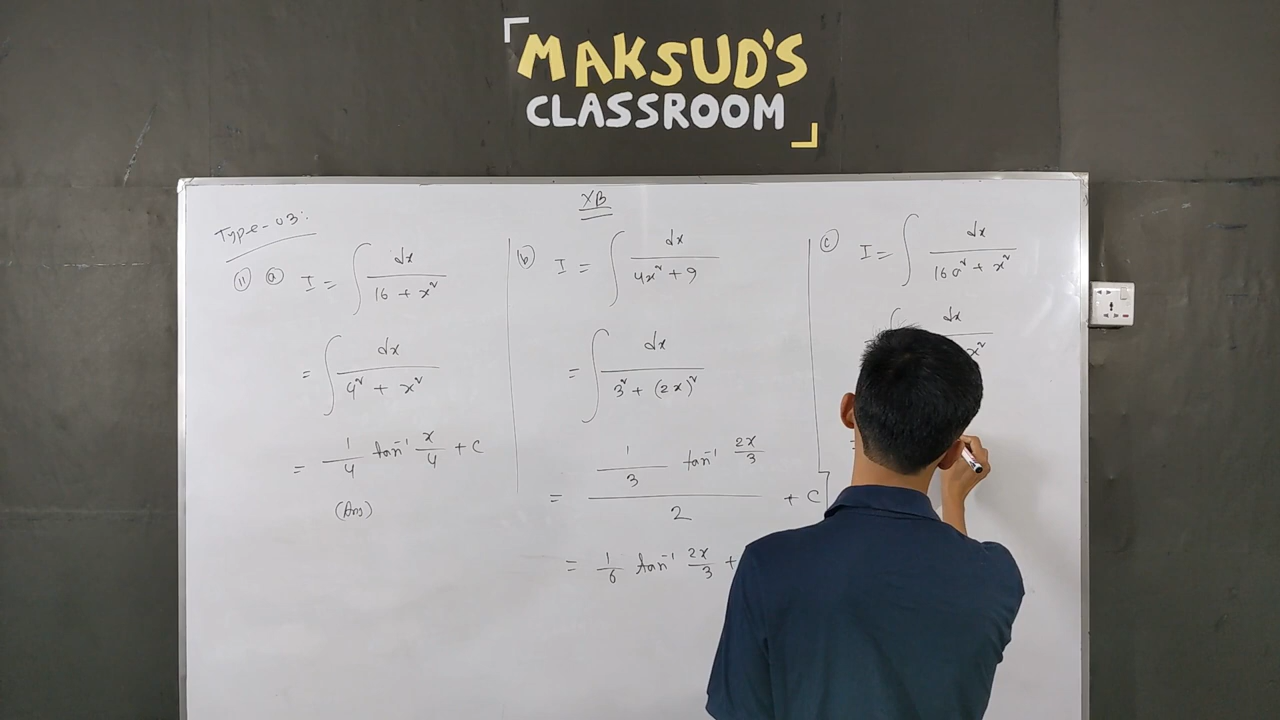 MAKSUD'S
CLASSROOM
XB
Type-03:
(11) (a) I = ∫ dx / 16 + x²
= ∫ dx / 4² + x²
= 1/4 tan⁻¹ x/4 + C
(Ans)
(b) I = ∫ dx / 4x² + 9
= ∫ dx / 3² + (2x)²
= 1/3 tan⁻¹ 2x/3 / 2 + C
= 1/6 tan⁻¹ 2x/3 +
(c) I = ∫ dx / 16a² + x²
dx
x²
=